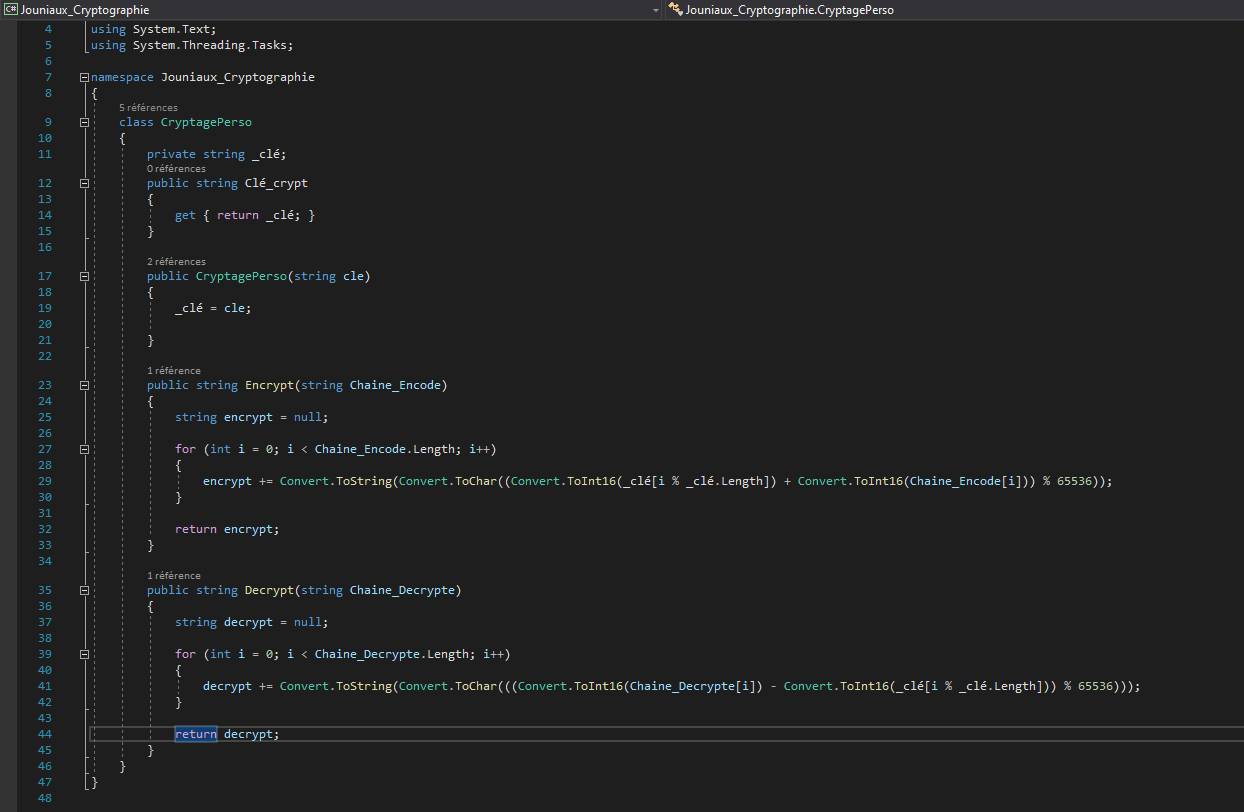 C# Jouniaux_Cryptographie Jouniaux_Cryptographie.CryptagePerso
4 using System.Text;
5 using System.Threading.Tasks;
6
7 namespace Jouniaux_Cryptographie
8 {
5 références
9 class CryptagePerso
10 {
11 private string _clé;
0 références
12 public string Clé_crypt
13 {
14 get { return _clé; }
15 }
16
2 références
17 public CryptagePerso(string cle)
18 {
19 _clé = cle;
20
21 }
22
1 référence
23 public string Encrypt(string Chaine_Encode)
24 {
25 string encrypt = null;
26
27 for (int i = 0; i < Chaine_Encode.Length; i++)
28 {
29 encrypt += Convert.ToString(Convert.ToChar((Convert.ToInt16(_clé[i % _clé.Length]) + Convert.ToInt16(Chaine_Encode[i])) % 65536));
30 }
31
32 return encrypt;
33 }
34
1 référence
35 public string Decrypt(string Chaine_Decrypte)
36 {
37 string decrypt = null;
38
39 for (int i = 0; i < Chaine_Decrypte.Length; i++)
40 {
41 decrypt += Convert.ToString(Convert.ToChar(((Convert.ToInt16(Chaine_Decrypte[i]) - Convert.ToInt16(_clé[i % _clé.Length])) % 65536)));
42 }
43
44 return decrypt;
45 }
46 }
47 }
48